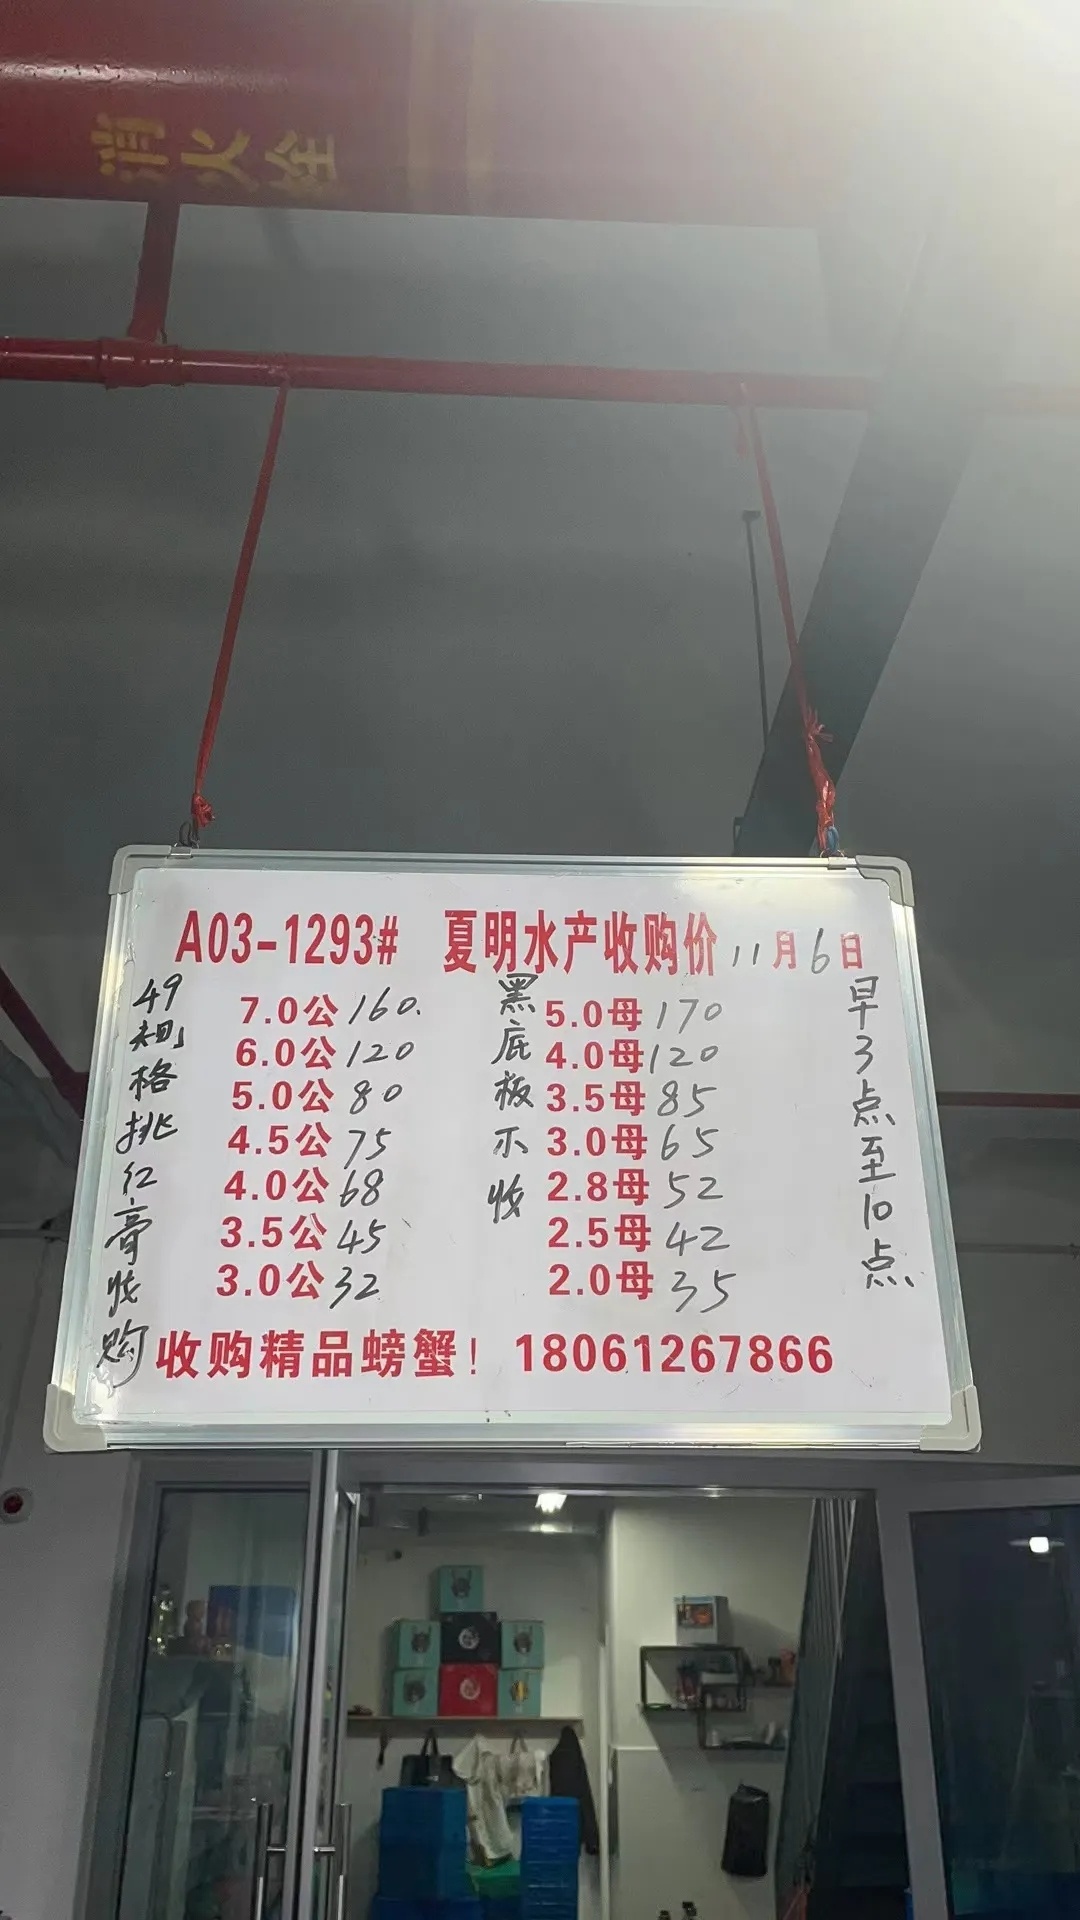 消火栓
A03-1293# 夏明水产收购价 11月6日
49规格挑红膏收购
7.0公 160.
6.0公 120
5.0公 80
4.5公 75
4.0公 68
3.5公 45
3.0公 32
黑底板不收
5.0母 170
4.0母 120
3.5母 85
3.0母 65
2.8母 52
2.5母 42
2.0母 35
早3点至10点
收购精品螃蟹！ 18061267866